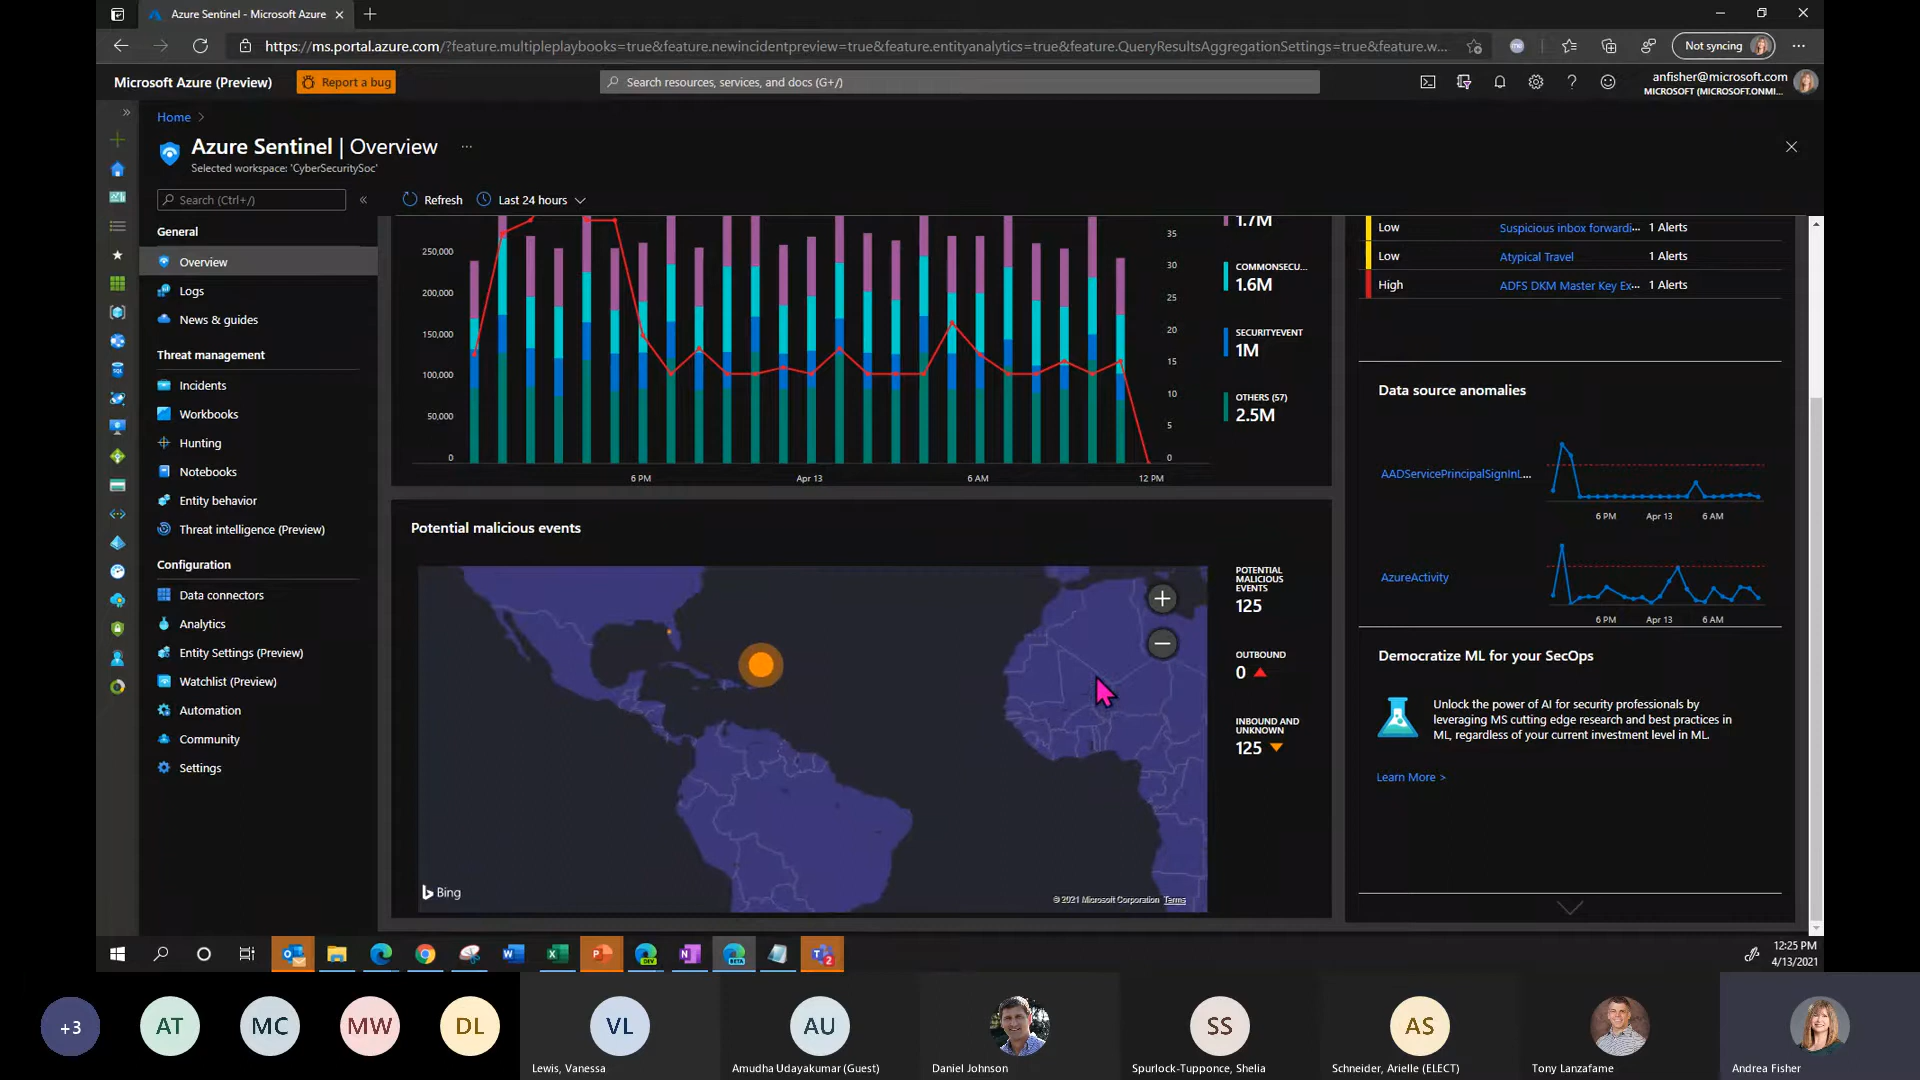 Azure Sentinel - Microsoft Azure
https://ms.portal.azure.com/?feature.multipleplaybooks=true&feature.newincidentpreview=true&feature.entityanalytics=true&feature.QueryResultsAggregationSettings=true&feature.w...
Not syncing
Microsoft Azure (Preview)
Report a bug
Search resources, services, and docs (G+/)
anfisher@microsoft.com
MICROSOFT (MICROSOFT.ONMI...
Home
Azure Sentinel | Overview
Selected workspace: 'CyberSecuritySoc'
Search (Ctrl+/)
Refresh
Last 24 hours
General
Overview
Logs
News & guides
Threat management
Incidents
Workbooks
Hunting
Notebooks
Entity behavior
Threat intelligence (Preview)
Configuration
Data connectors
Analytics
Entity Settings (Preview)
Watchlist (Preview)
Automation
Community
Settings
250,000
200,000
150,000
100,000
50,000
0
35
30
25
20
15
10
5
0
6 PM
Apr 13
6 AM
12 PM
1.7M
COMMONSECU...
1.6M
SECURITYEVENT
1M
OTHERS (57)
2.5M
Potential malicious events
Bing
© 2021 Microsoft Corporation Terms
POTENTIAL
MALICIOUS
EVENTS
125
OUTBOUND
0
INBOUND AND
UNKNOWN
125
Low Suspicious inbox forwardi... 1 Alerts
Low Atypical Travel 1 Alerts
High ADFS DKM Master Key Ex... 1 Alerts
Data source anomalies
AADServicePrincipalSignInL...
6 PM Apr 13 6 AM
AzureActivity
6 PM Apr 13 6 AM
Democratize ML for your SecOps
Unlock the power of AI for security professionals by
leveraging MS cutting edge research and best practices in
ML, regardless of your current investment level in ML.
Learn More >
DEV
BETA
2
12:25 PM
4/13/2021
+3
AT
MC
MW
DL
VL
AU
SS
AS
Lewis, Vanessa
Amudha Udayakumar (Guest)
Daniel Johnson
Spurlock-Tupponce, Shelia
Schneider, Arielle (ELECT)
Tony Lanzafame
Andrea Fisher